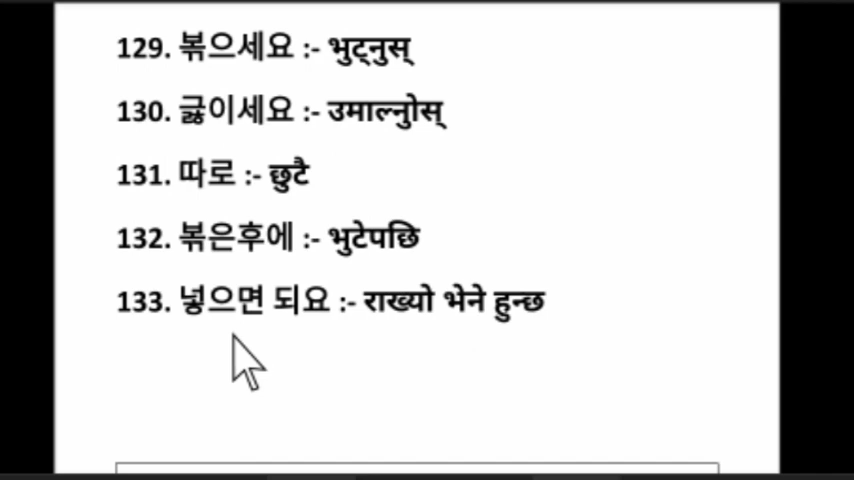 129. 볶으세요 :- भुट्नुस्
130. 긇이세요 :- उमाल्नुोस्
131. 따로 :- छुटै
132. 볶은후에 :- भुटेपछि
133. 넣으면 되요 :- राख्यो भेने हुन्छ